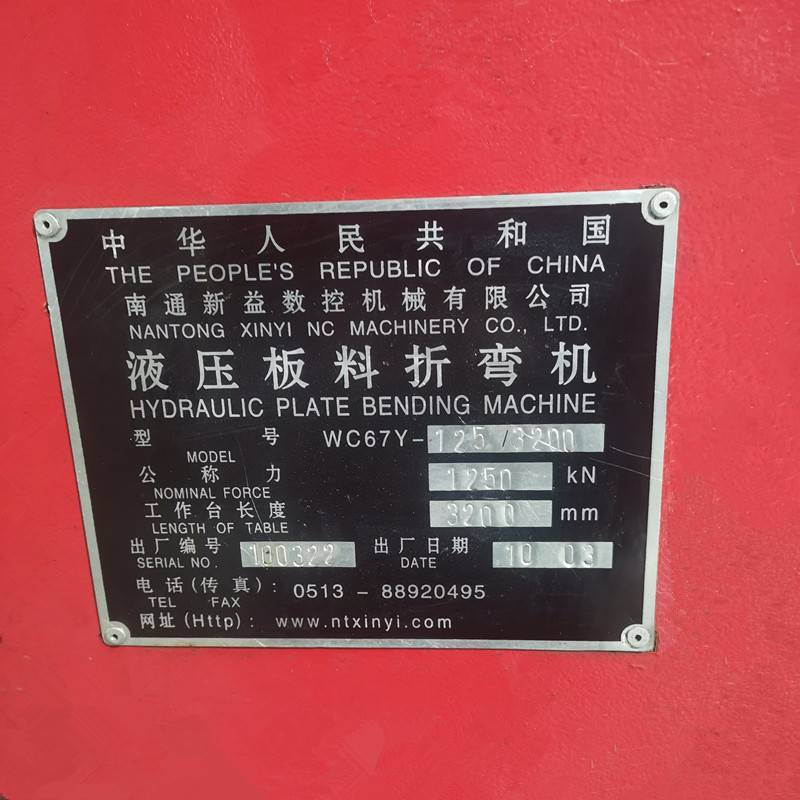 中华人民共和国
THE PEOPLE'S REPUBLIC OF CHINA
南通新益数控机械有限公司
NANTONG XINYI NC MACHINERY CO., LTD.
液压板料折弯机
HYDRAULIC PLATE BENDING MACHINE
型 号 WC67Y-125/3200
MODEL
公 称 力 1250 kN
NOMINAL FORCE
工作台长度 3200 mm
LENGTH OF TABLE
出厂编号 100322 出厂日期 10 03
SERIAL NO. DATE
电话(传真): 0513 - 88920495
TEL FAX
网址(Http): www.ntxinyi.com